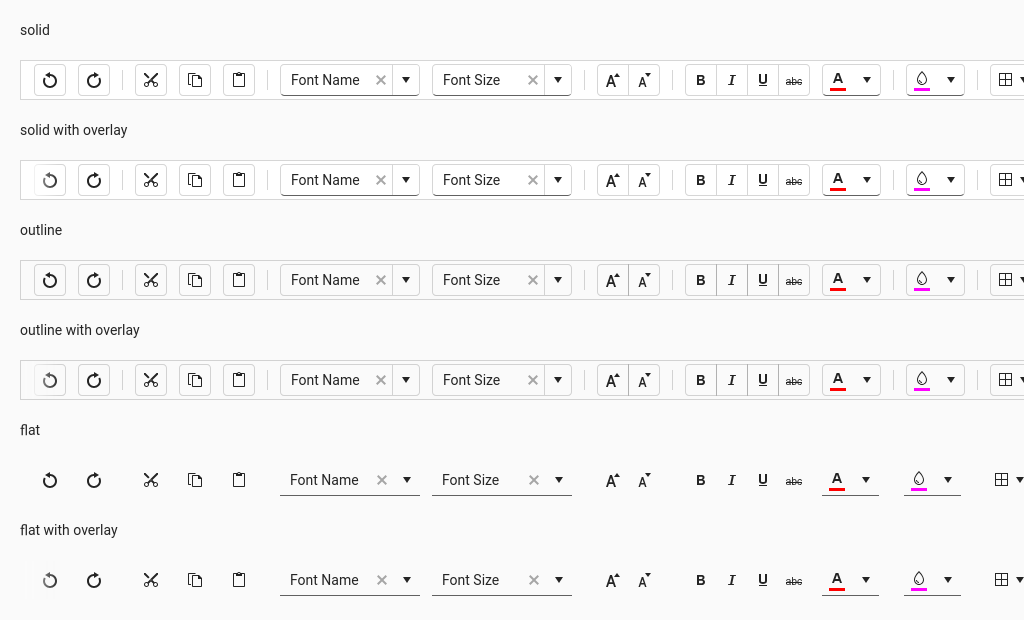 solid
Font Name Font Size A A B I U abc A
solid with overlay
Font Name Font Size A A B I U abc A
outline
Font Name Font Size A A B I U abc A
outline with overlay
Font Name Font Size A A B I U abc A
flat
Font Name Font Size A A B I U abc A
flat with overlay
Font Name Font Size A A B I U abc A